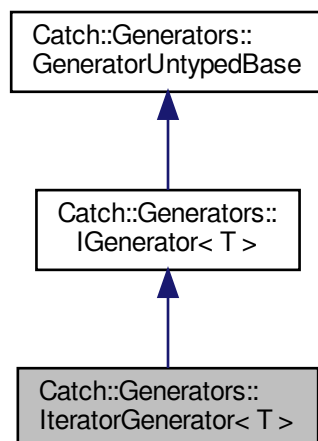 Catch::Generators::
GeneratorUntypedBase
Catch::Generators::
IGenerator< T >
Catch::Generators::
IteratorGenerator< T >